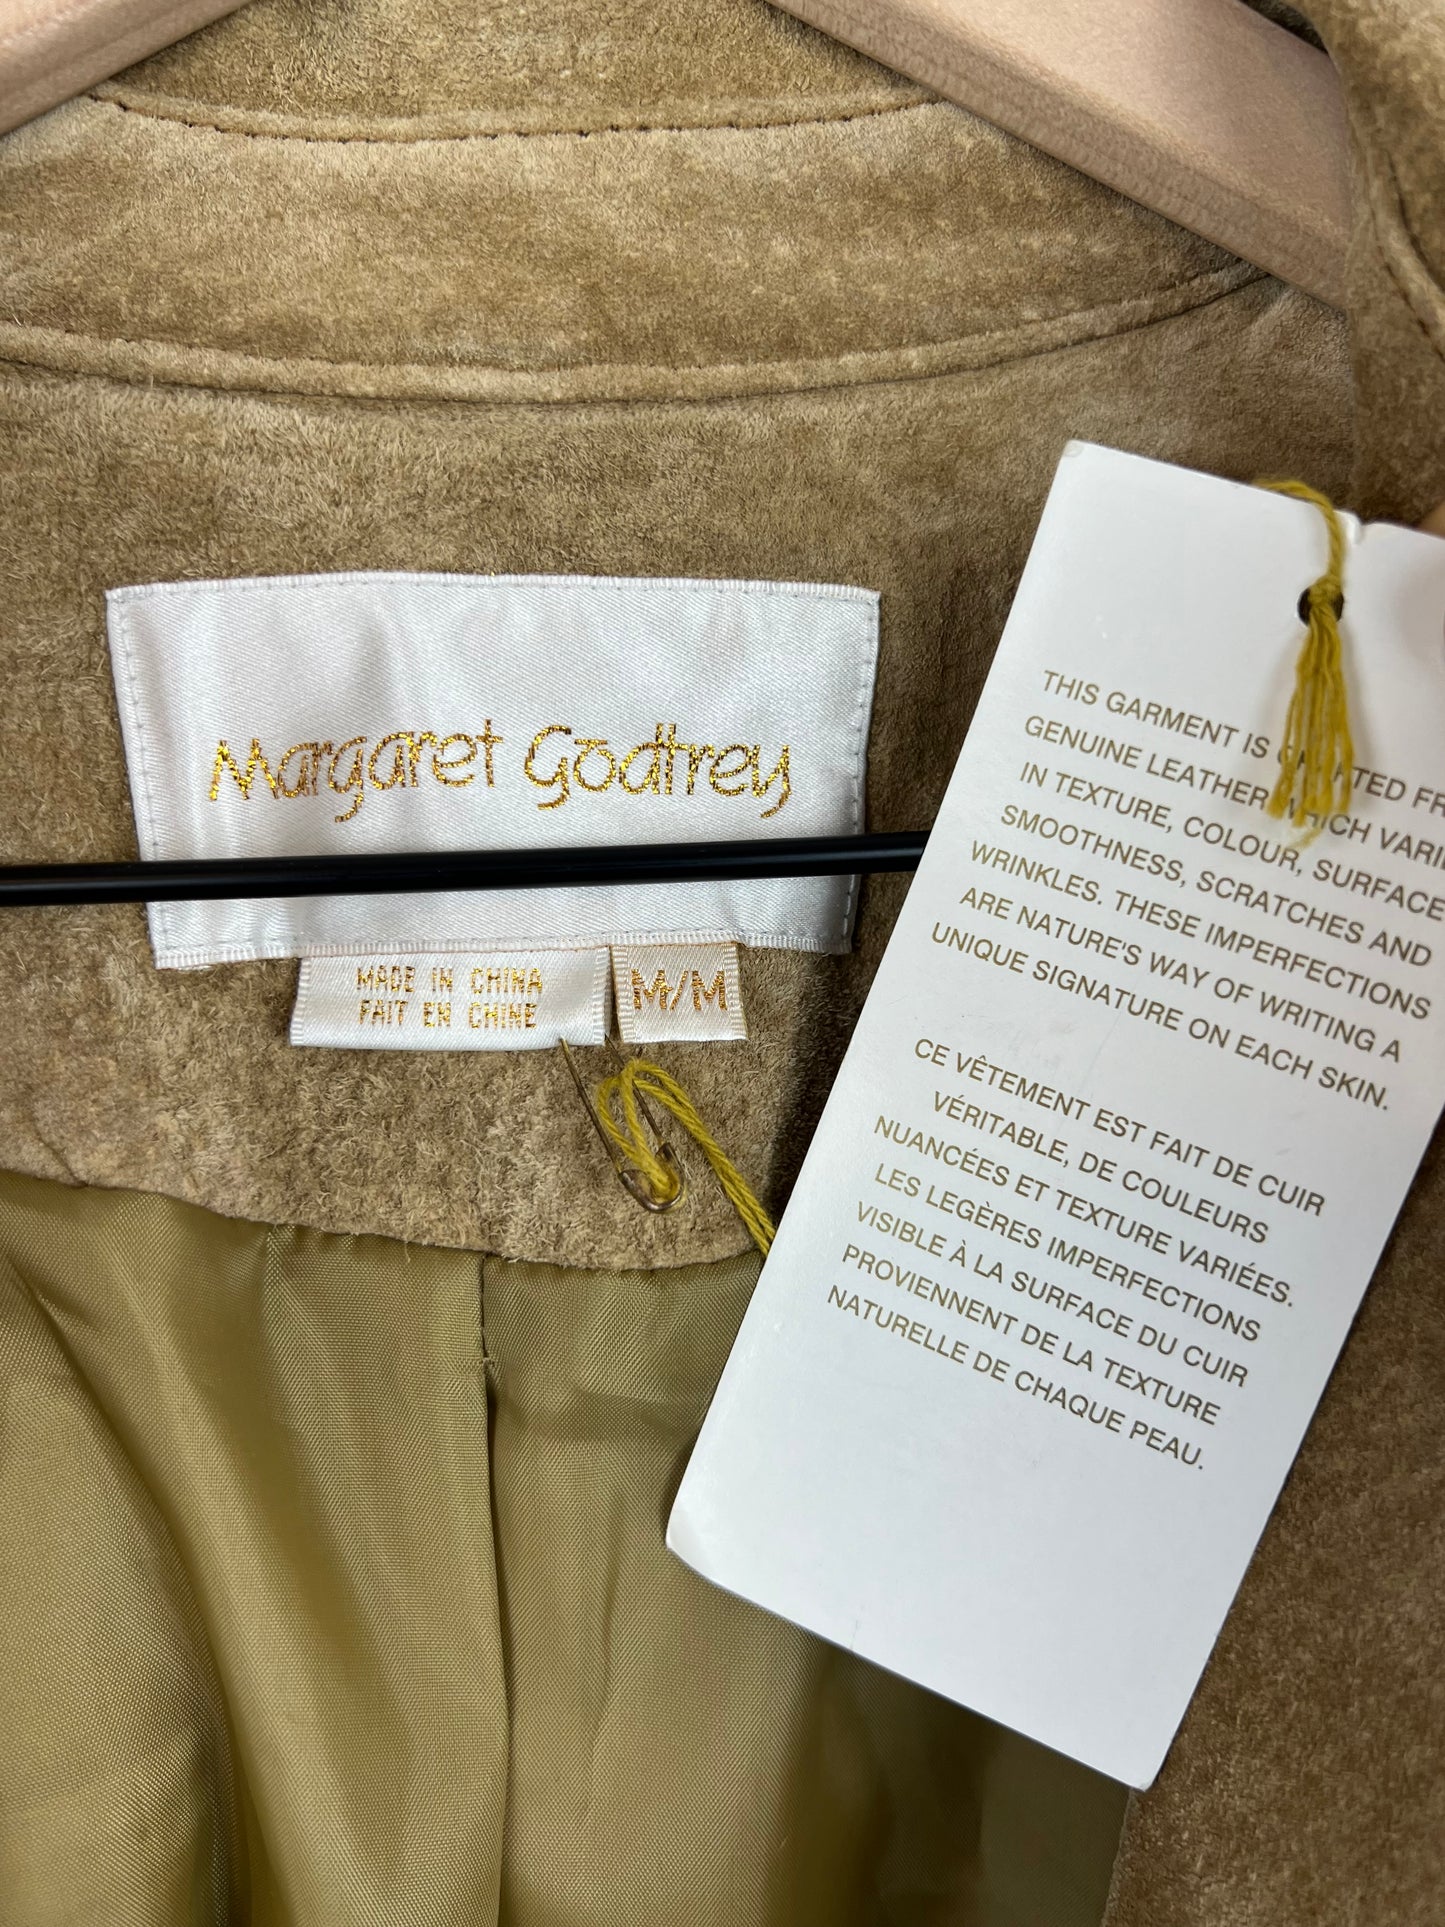 Margaret Godfrey
MADE IN CHINA
FAIT EN CHINE
M/M
THIS GARMENT IS
GENUINE LEATHER
IN TEXTURE, COLOUR, SURFACE
SMOOTHNESS, SCRATCHES AND
WRINKLES. THESE IMPERFECTIONS
ARE NATURE'S WAY OF WRITING A
UNIQUE SIGNATURE ON EACH SKIN.
CE VÊTEMENT EST FAIT DE CUIR
VÉRITABLE, DE COULEURS
NUANCÉES ET TEXTURE VARIÉES.
LES LEGÈRES IMPERFECTIONS
VISIBLE À LA SURFACE DU CUIR
PROVIENNENT DE LA TEXTURE
NATURELLE DE CHAQUE PEAU.